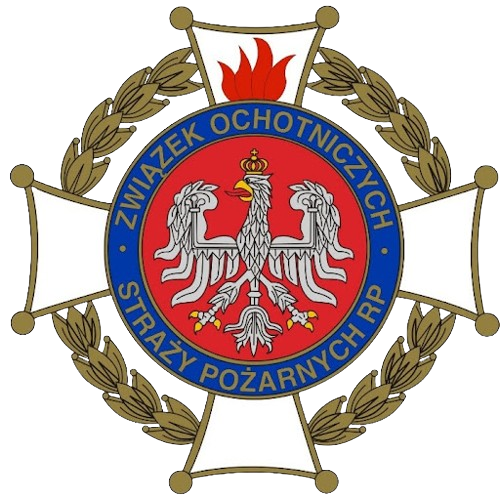 ZWIĄZEK OCHOTNICZYCH
STRAŻY POŻARNYCH RP